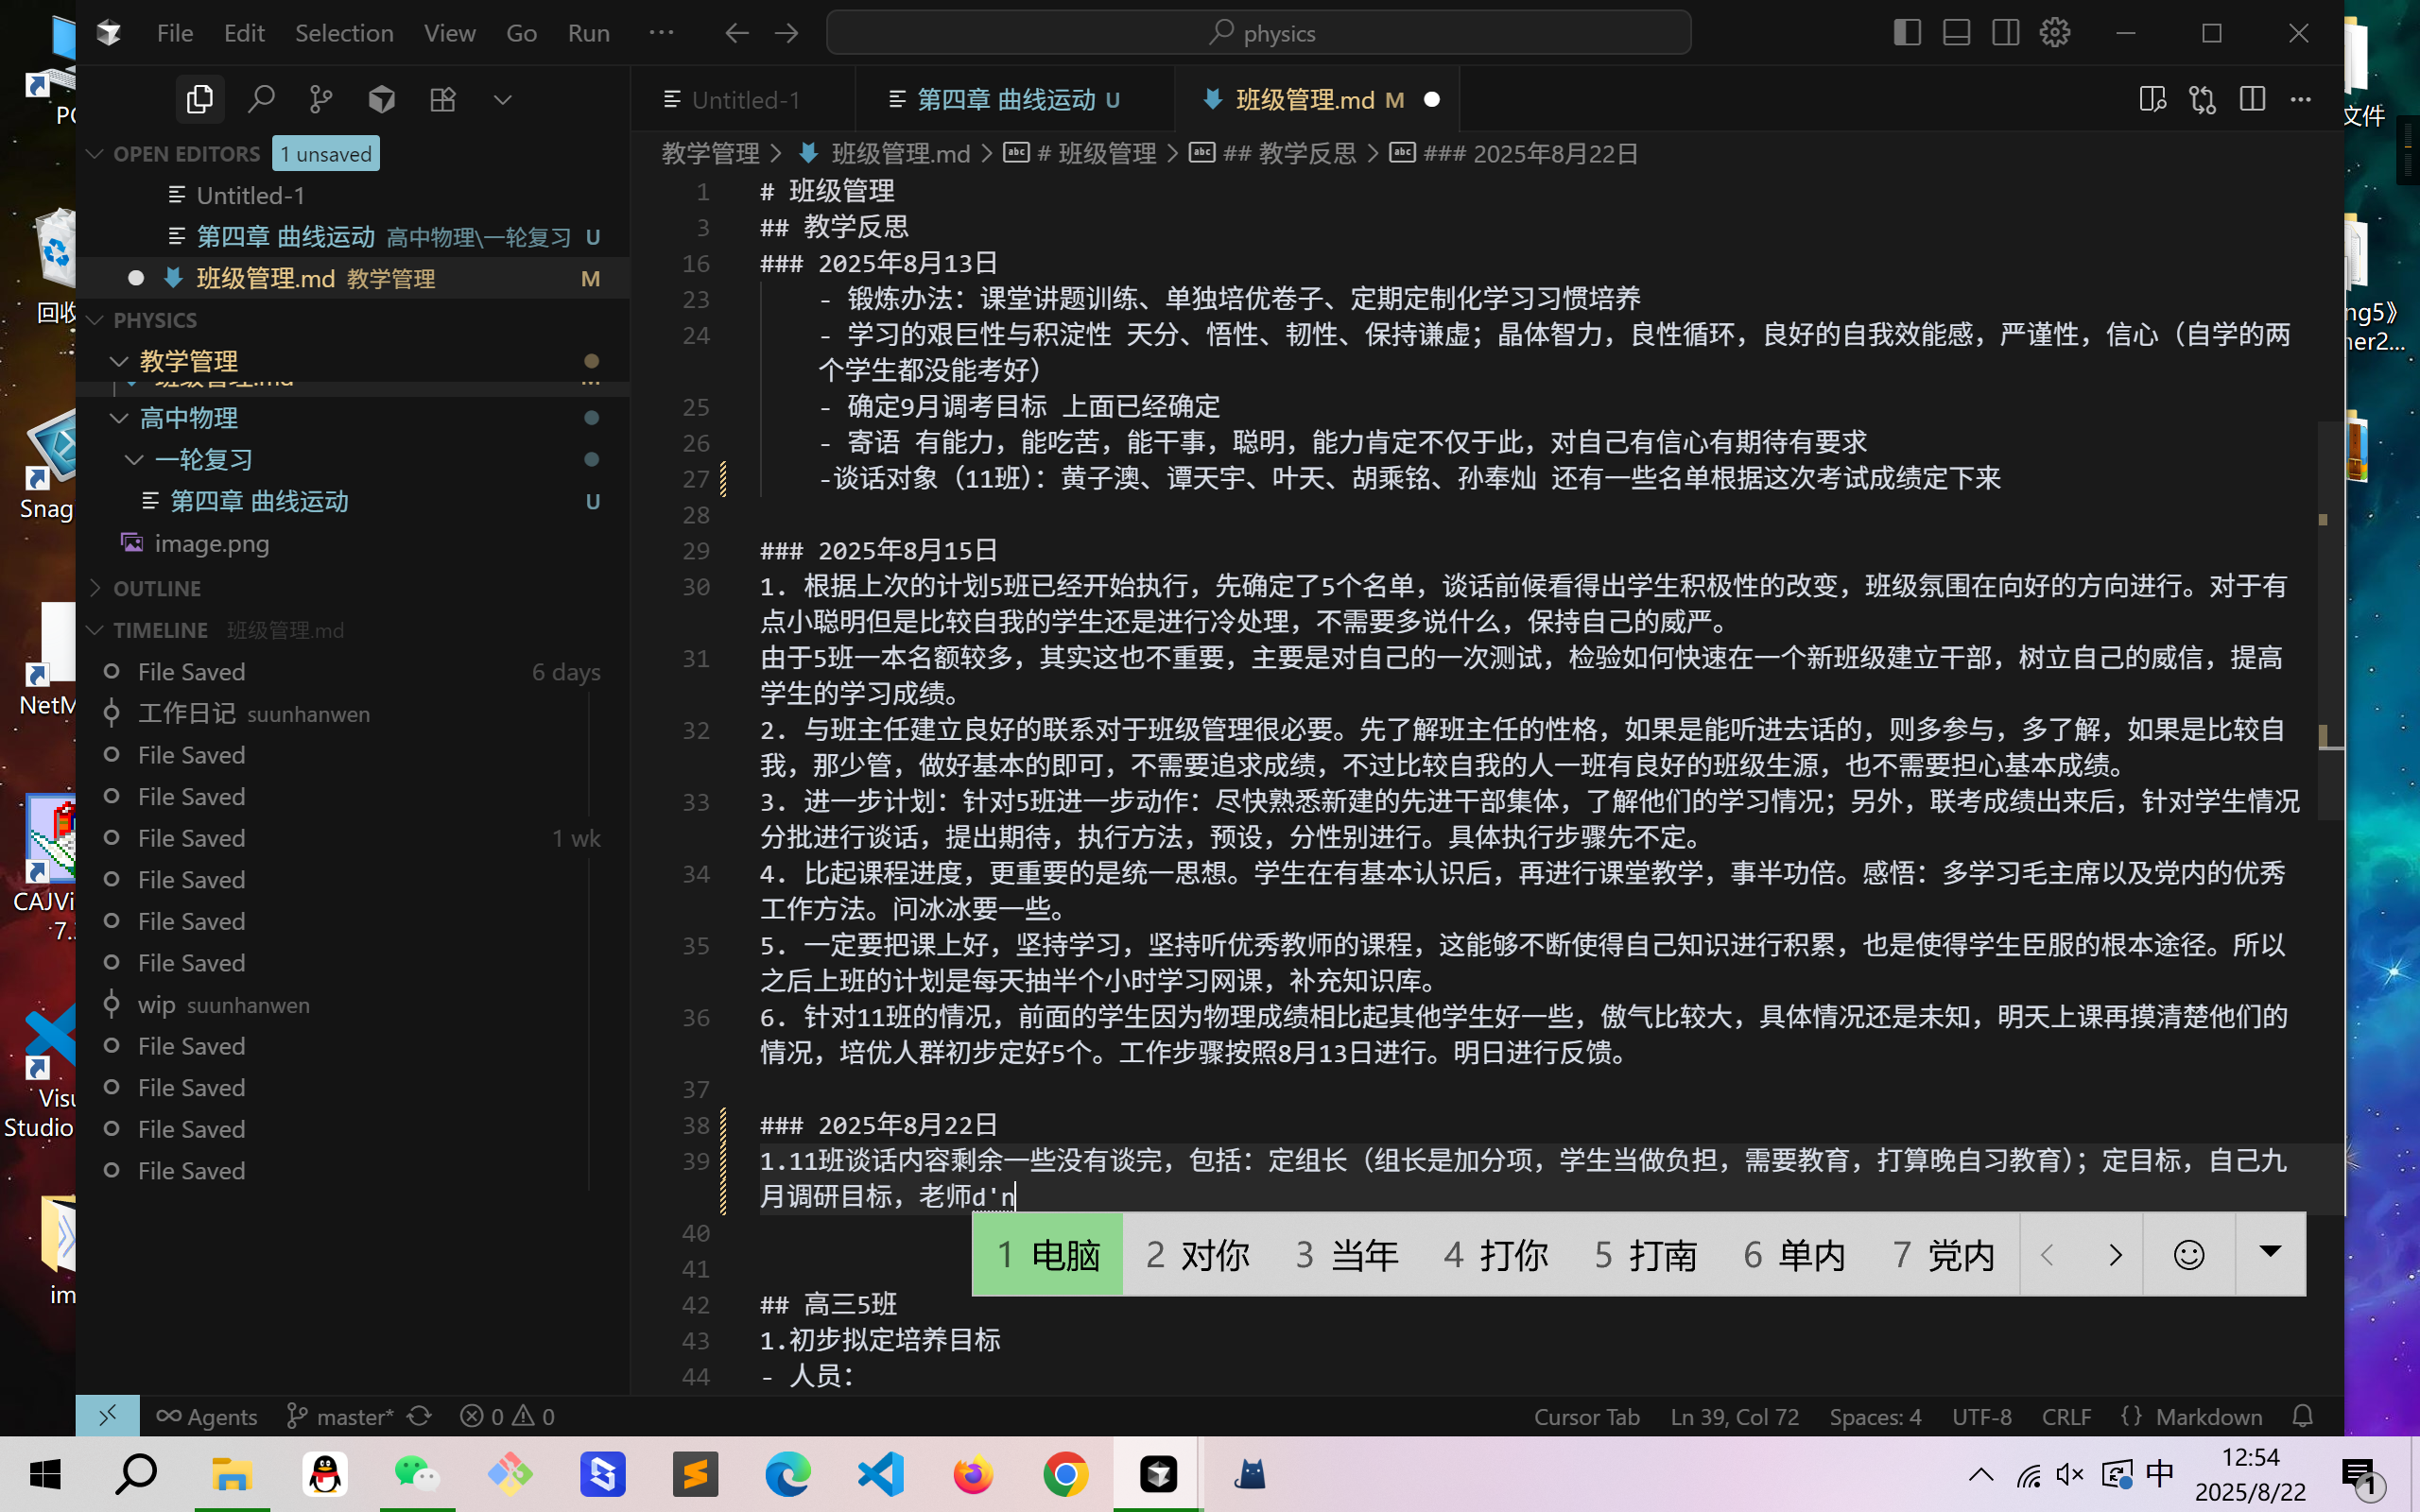 File Edit Selection View Go Run ··· physics
Untitled-1 第四章 曲线运动 U 班级管理.md M
OPEN EDITORS 1 unsaved
Untitled-1
第四章 曲线运动 高中物理\一轮复习 U
班级管理.md 教学管理 M
PHYSICS
教学管理
班级管理.md M
高中物理
一轮复习
第四章 曲线运动 U
image.png
OUTLINE
TIMELINE 班级管理.md
File Saved 6 days
工作日记 suunhanwen
File Saved
File Saved
File Saved 1 wk
File Saved
File Saved
File Saved
wip suunhanwen
File Saved
File Saved
File Saved
File Saved
教学管理 > 班级管理.md > # 班级管理 > ## 教学反思 > ### 2025年8月22日
1 # 班级管理
3 ## 教学反思
16 ### 2025年8月13日
23 - 锻炼办法：课堂讲题训练、单独培优卷子、定期定制化学习习惯培养
24 - 学习的艰巨性与积淀性 天分、悟性、韧性、保持谦虚；晶体智力，良性循环，良好的自我效能感，严谨性，信心（自学的两
个学生都没能考好）
25 - 确定9月调考目标 上面已经确定
26 - 寄语 有能力，能吃苦，能干事，聪明，能力肯定不仅于此，对自己有信心有期待有要求
27 -谈话对象（11班）：黄子澳、谭天宇、叶天、胡乘铭、孙奉灿 还有一些名单根据这次考试成绩定下来
28
29 ### 2025年8月15日
30 1. 根据上次的计划5班已经开始执行，先确定了5个名单，谈话前候看得出学生积极性的改变，班级氛围在向好的方向进行。对于有
点小聪明但是比较自我的学生还是进行冷处理，不需要多说什么，保持自己的威严。
31 由于5班一本名额较多，其实这也不重要，主要是对自己的一次测试，检验如何快速在一个新班级建立干部，树立自己的威信，提高
学生的学习成绩。
32 2. 与班主任建立良好的联系对于班级管理很必要。先了解班主任的性格，如果是能听进去话的，则多参与，多了解，如果是比较自
我，那少管，做好基本的即可，不需要追求成绩，不过比较自我的人一班有良好的班级生源，也不需要担心基本成绩。
33 3. 进一步计划：针对5班进一步动作：尽快熟悉新建的先进干部集体，了解他们的学习情况；另外，联考成绩出来后，针对学生情况
分批进行谈话，提出期待，执行方法，预设，分性别进行。具体执行步骤先不定。
34 4. 比起课程进度，更重要的是统一思想。学生在有基本认识后，再进行课堂教学，事半功倍。感悟：多学习毛主席以及党内的优秀
工作方法。问冰冰要一些。
35 5. 一定要把课上好，坚持学习，坚持听优秀教师的课程，这能够不断使得自己知识进行积累，也是使得学生臣服的根本途径。所以
之后上班的计划是每天抽半个小时学习网课，补充知识库。
36 6. 针对11班的情况，前面的学生因为物理成绩相比起其他学生好一些，傲气比较大，具体情况还是未知，明天上课再摸清楚他们的
情况，培优人群初步定好5个。工作步骤按照8月13日进行。明日进行反馈。
37
38 ### 2025年8月22日
39 1.11班谈话内容剩余一些没有谈完，包括：定组长（组长是加分项，学生当做负担，需要教育，打算晚自习教育）；定目标，自己九
月调研目标，老师d'n
40
1 电脑 2 对你 3 当年 4 打你 5 打南 6 单内 7 党内
41
42 ## 高三5班
43 1.初步拟定培养目标
44 - 人员：
Agents master* 0 0 Cursor Tab Ln 39, Col 72 Spaces: 4 UTF-8 CRLF {} Markdown
PC
回收
Snag
NetM
CAJVi
7.
Visu
Studio
im
文件
ng5》
ner2...
中
12:54
2025/8/22
1